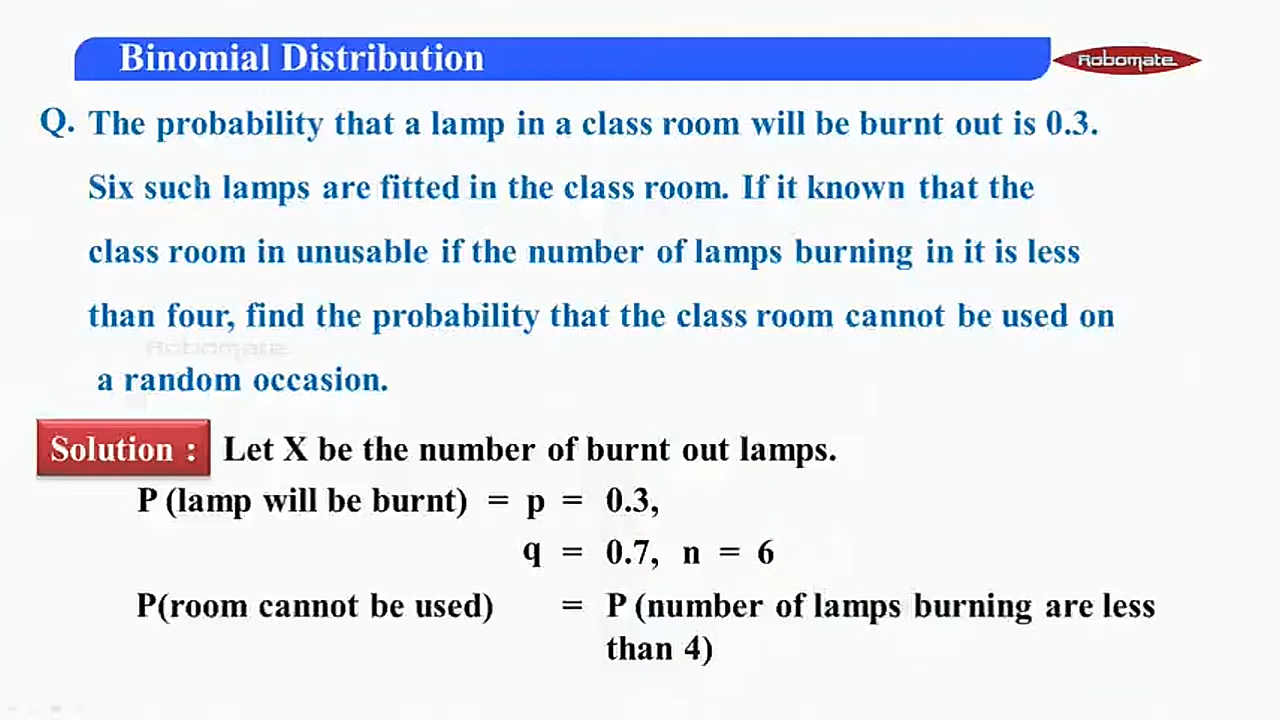 Binomial Distribution
Robomate
Q. The probability that a lamp in a class room will be burnt out is 0.3.
Six such lamps are fitted in the class room. If it known that the
class room in unusable if the number of lamps burning in it is less
than four, find the probability that the class room cannot be used on
Robomate
a random occasion.
Solution : Let X be the number of burnt out lamps.
P (lamp will be burnt) = p = 0.3,
q = 0.7, n = 6
P(room cannot be used) = P (number of lamps burning are less
than 4)